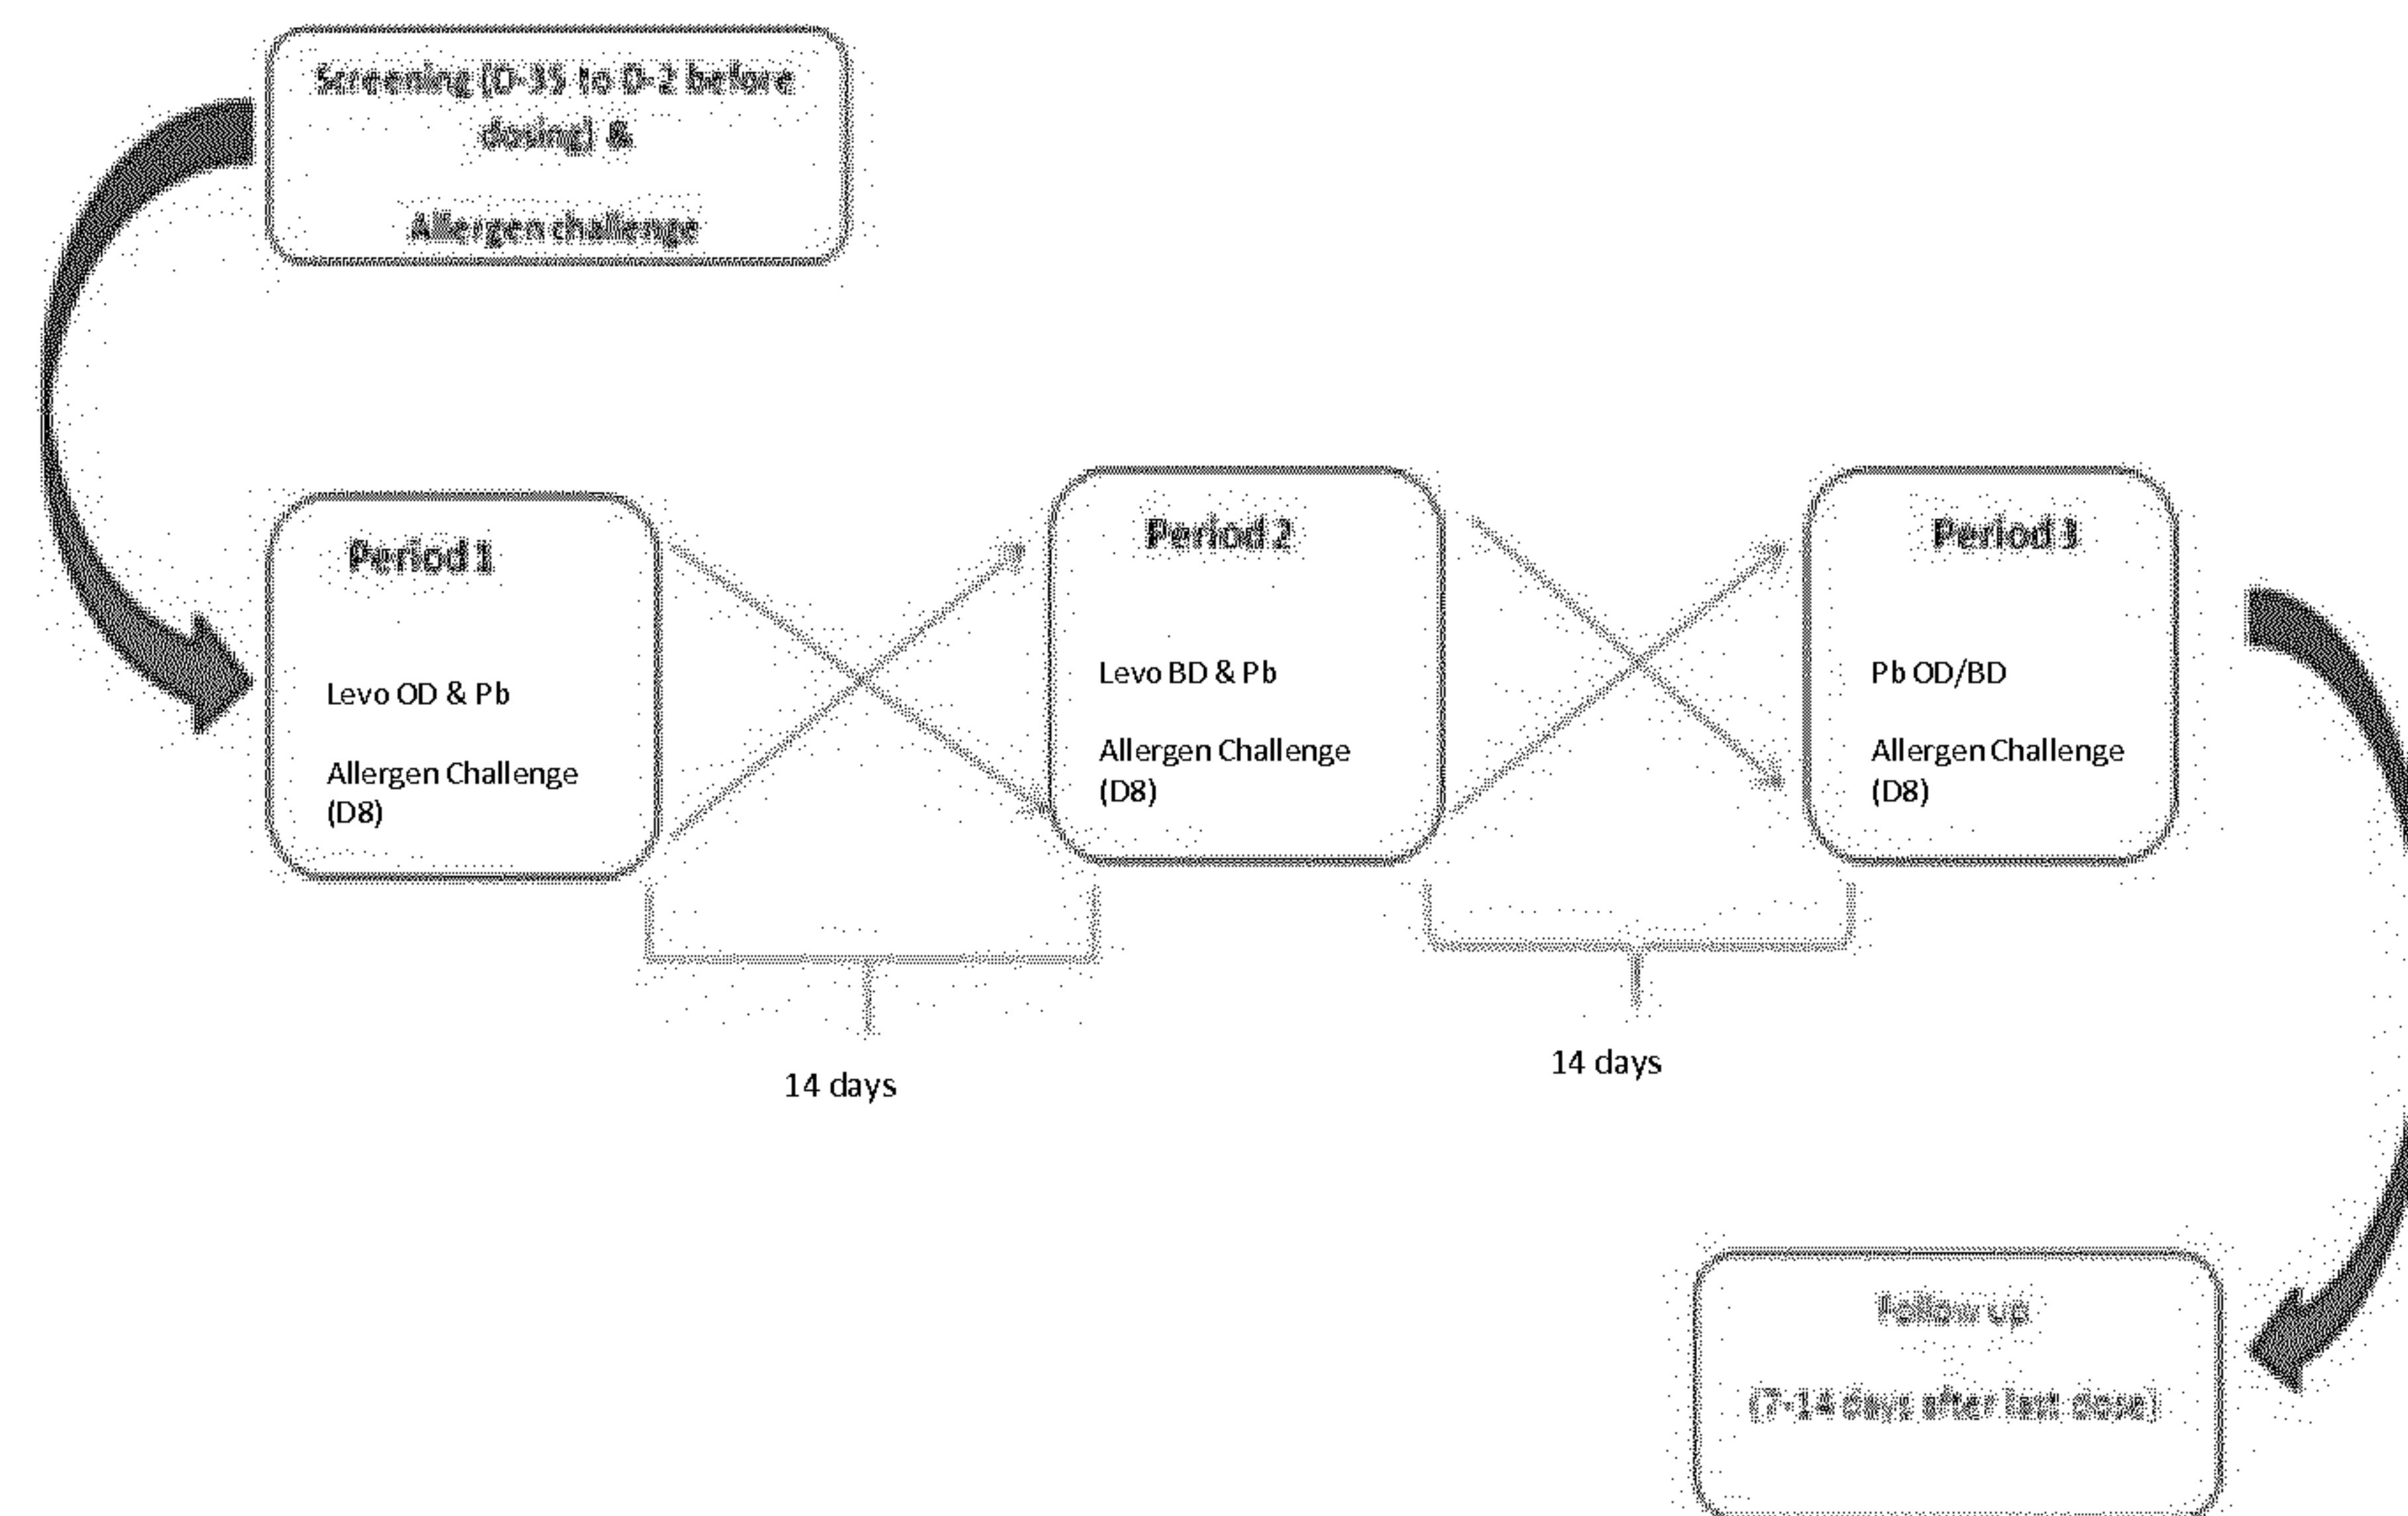 Screening (D-35 to D-2 before
dosing) &
Allergen challenge
Period 1
Levo OD & Pb
Allergen Challenge
(D8)
Period 2
Levo BD & Pb
Allergen Challenge
(D8)
Period 3
Pb OD/BD
Allergen Challenge
(D8)
14 days
14 days
Follow up
(7-14 days after last dose)